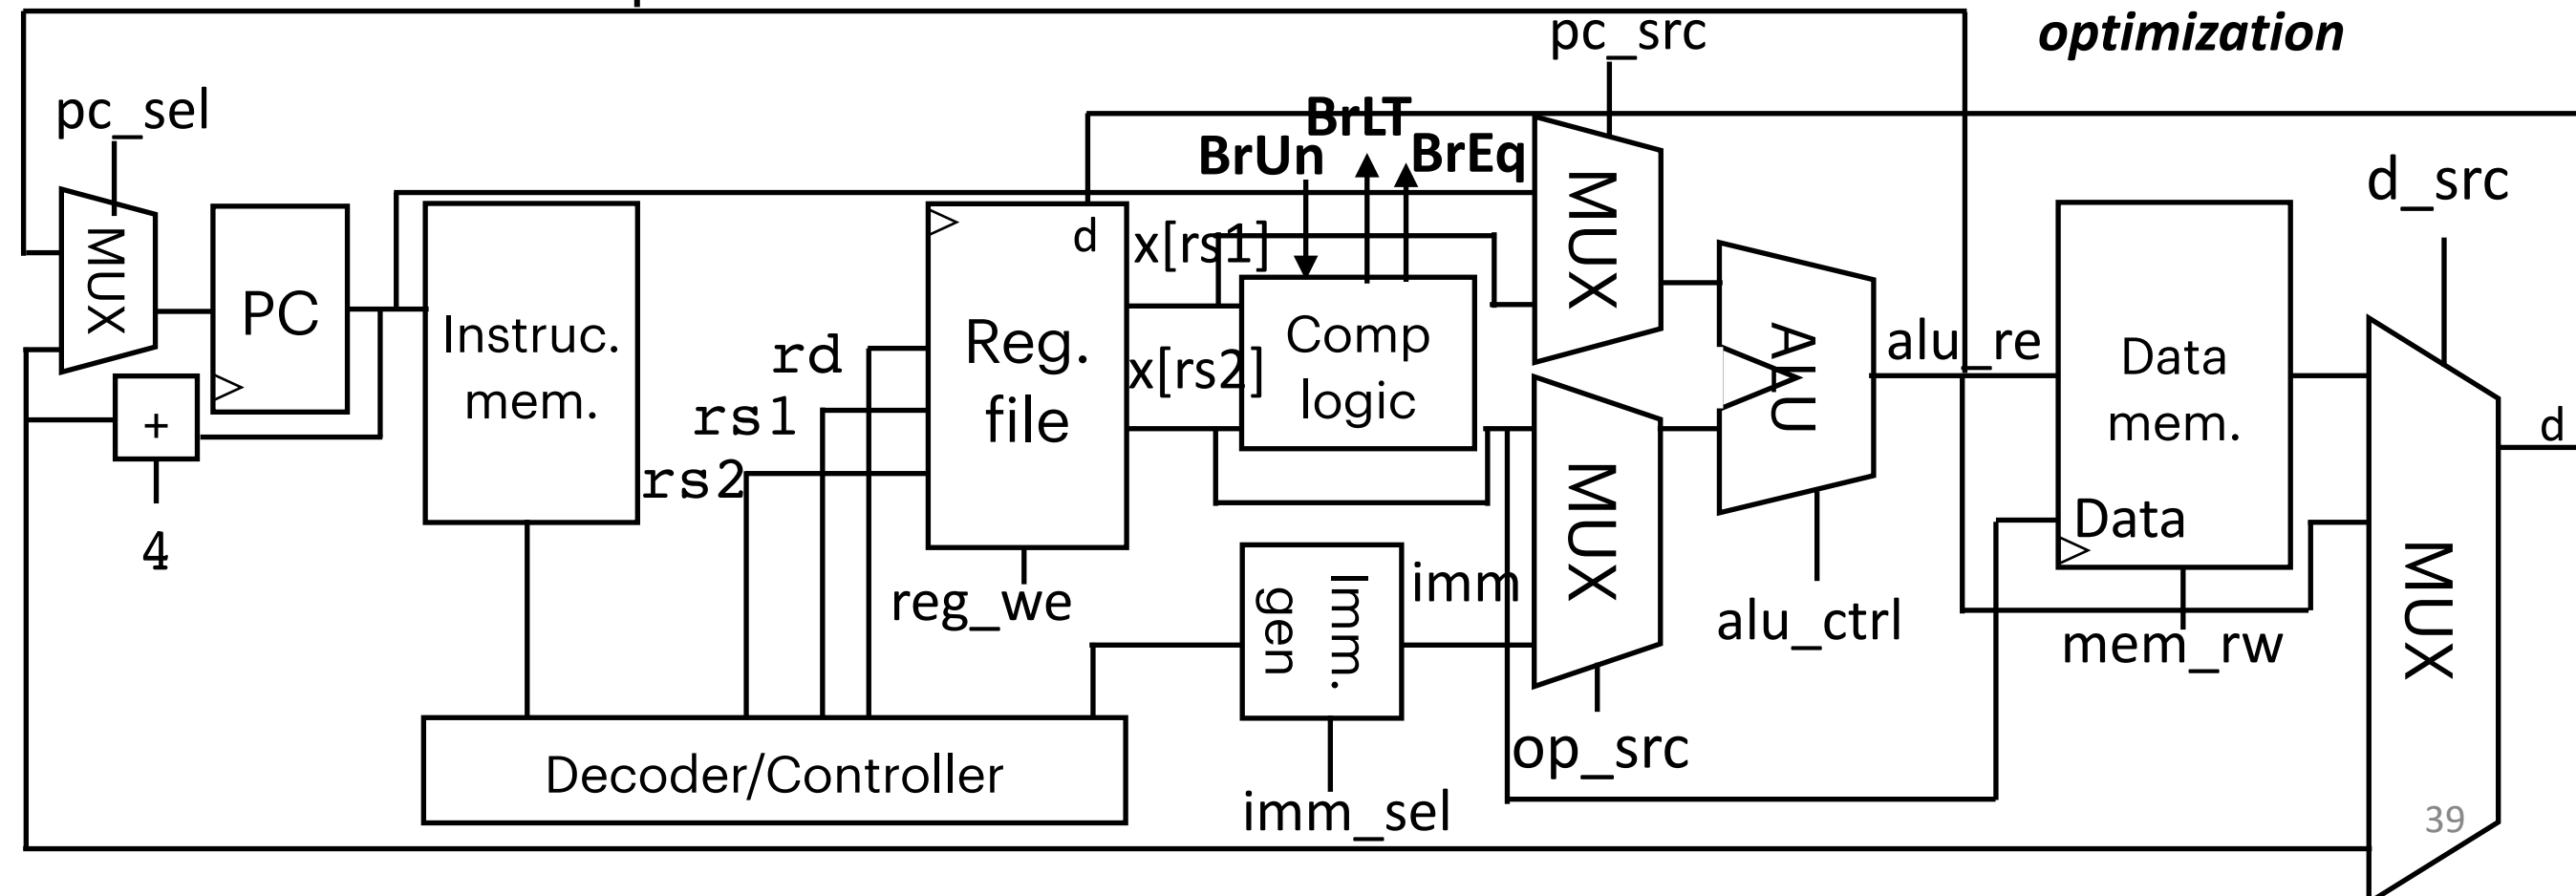 optimization
pc_src
pc_sel
BrUn
BrLT
BrEq
d_src
MUX
PC
Instruc.
mem.
+
4
rd
rs1
rs2
d
Reg.
file
reg_we
x[rs1]
x[rs2]
Comp
logic
MUX
MUX
ALU
alu_re
alu_ctrl
Imm.
gen
imm
imm_sel
op_src
Data
mem.
Data
mem_rw
MUX
d
Decoder/Controller
39